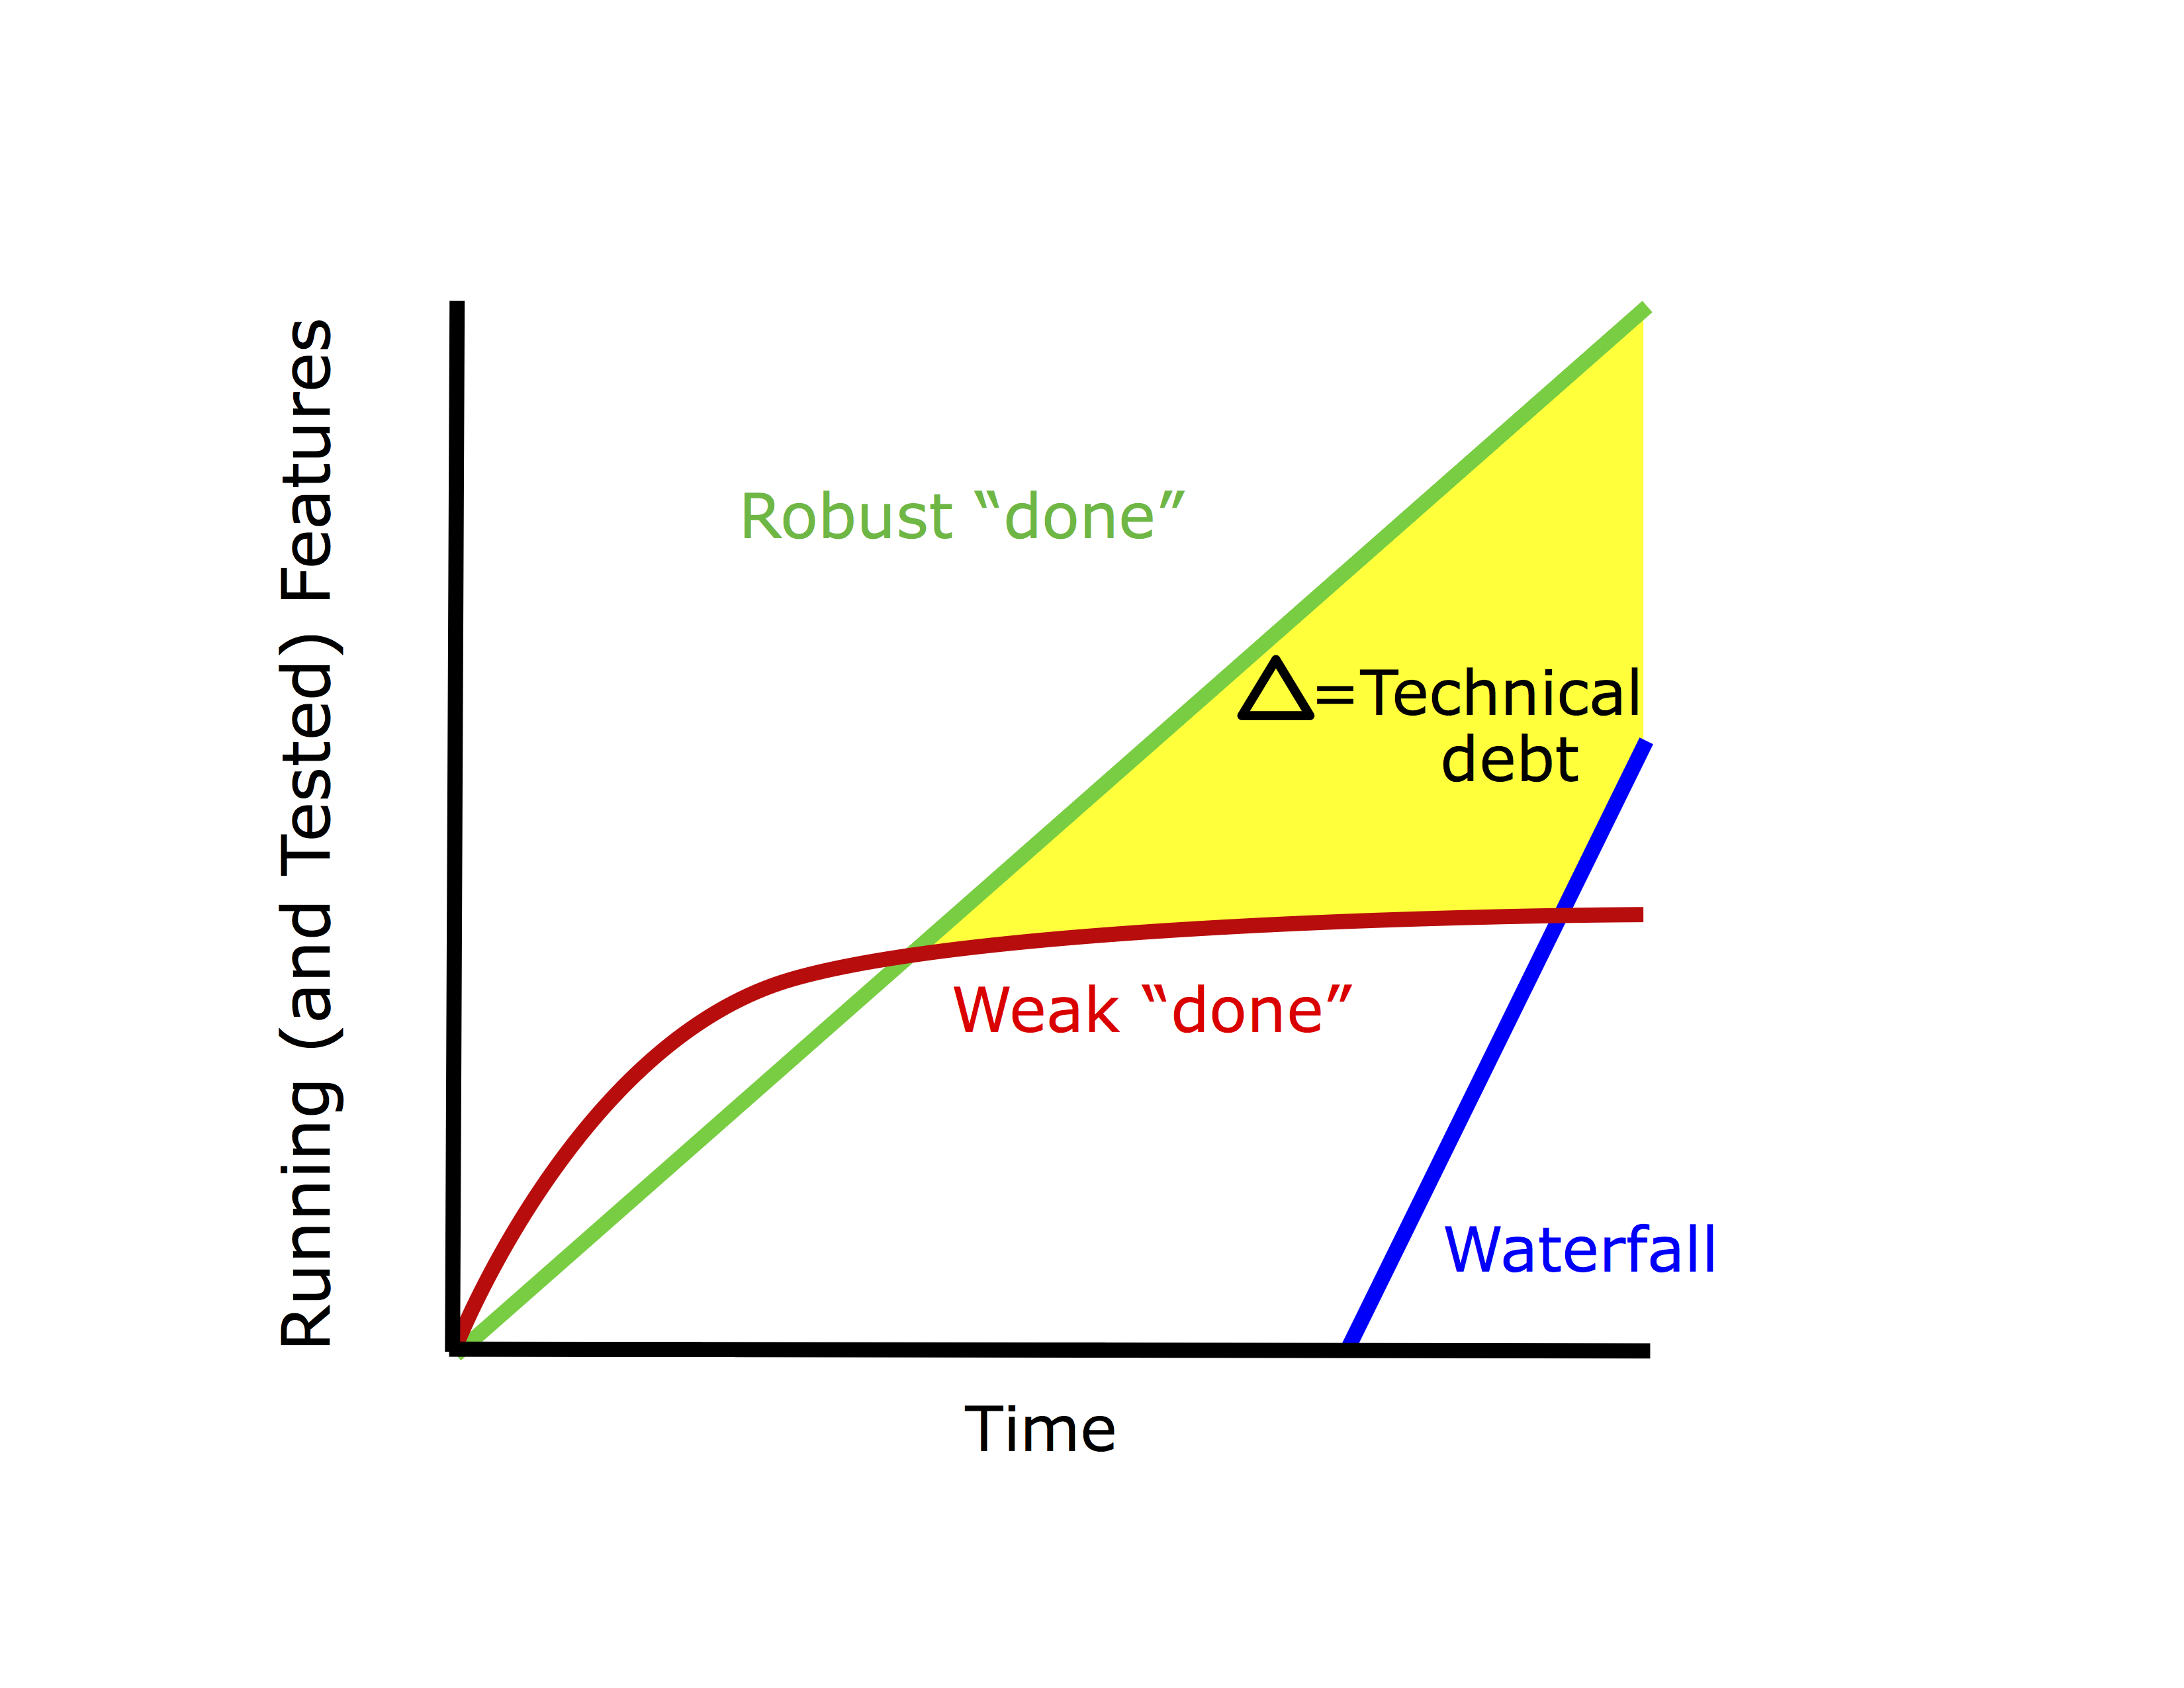 Running (and Tested) Features
Robust “done”
=Technical
debt
Weak “done”
Waterfall
Time